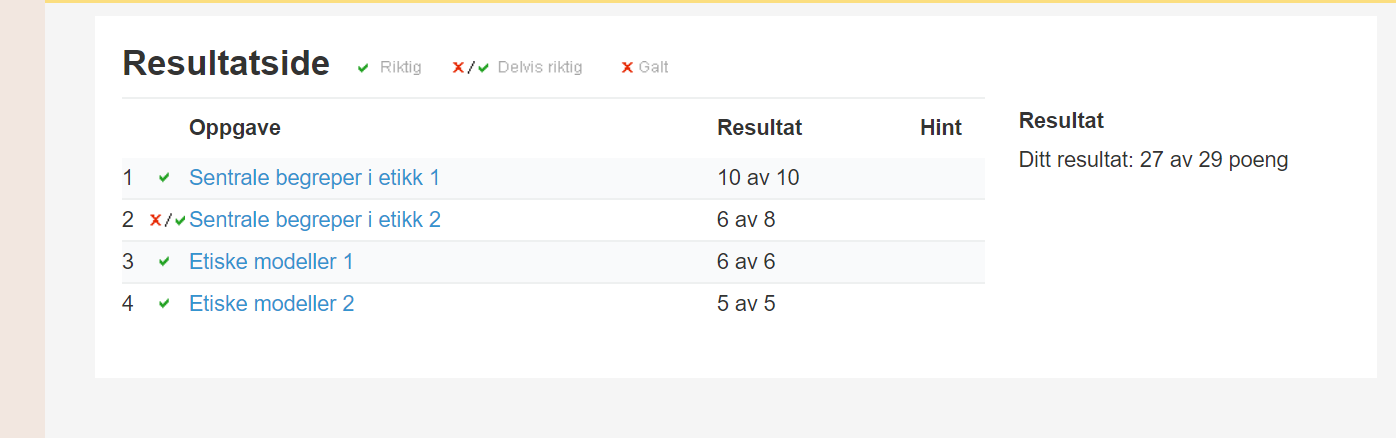 Resultatside ✔ Riktig ✘/✔ Delvis riktig ✘ Galt
Oppgave Resultat Hint
1 ✔ Sentrale begreper i etikk 1 10 av 10
2 ✘/✔ Sentrale begreper i etikk 2 6 av 8
3 ✔ Etiske modeller 1 6 av 6
4 ✔ Etiske modeller 2 5 av 5
Resultat
Ditt resultat: 27 av 29 poeng